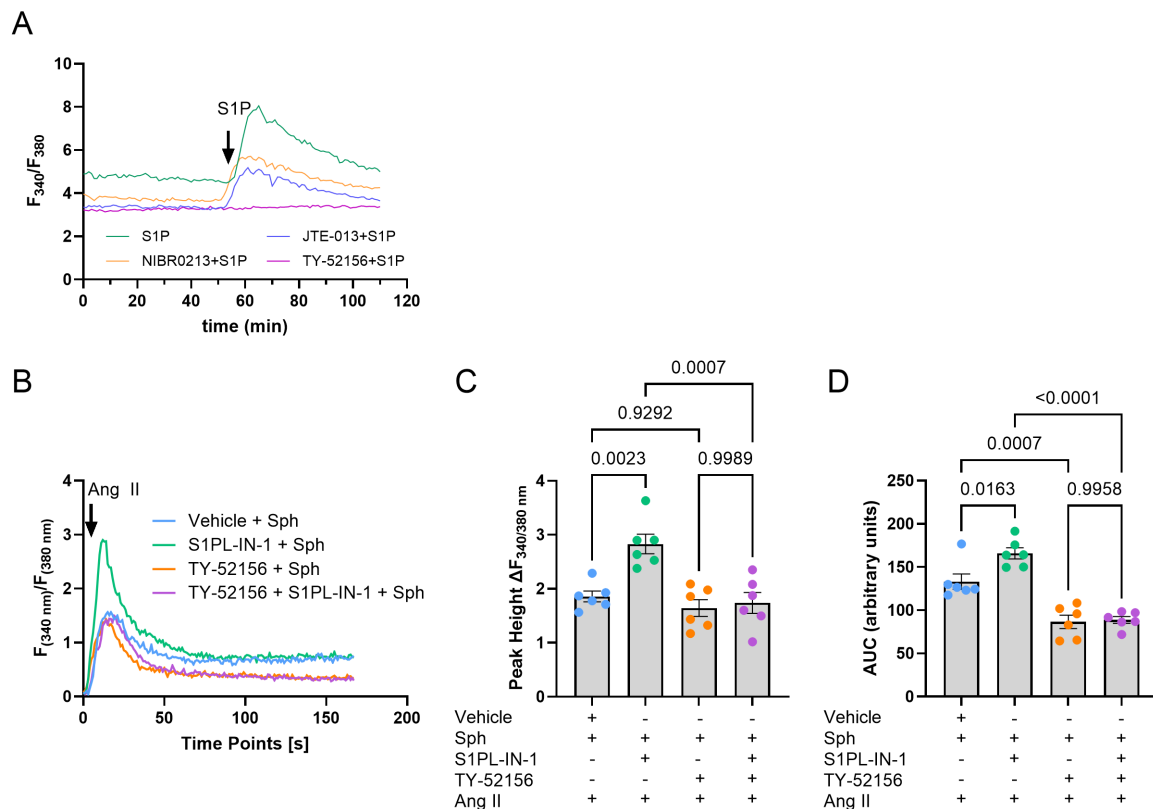 A
10
8
6
4
2
0
F340/F380
S1P
S1P
JTE-013+S1P
NIBR0213+S1P
TY-52156+S1P
0 20 40 60 80 100 120
time (min)
B
4
3
2
1
0
F(340 nm)/F(380 nm)
Ang II
Vehicle + Sph
S1PL-IN-1 + Sph
TY-52156 + Sph
TY-52156 + S1PL-IN-1 + Sph
0 50 100 150 200
Time Points [s]
C
0.0007
0.9292
0.0023 0.9989
4
3
2
1
0
Peak Height ΔF340/380 nm
Vehicle + - - -
Sph + + + +
S1PL-IN-1 - + - +
TY-52156 - - + +
Ang II + + + +
D
<0.0001
0.0007
0.0163 0.9958
250
200
150
100
50
0
AUC (arbitrary units)
Vehicle + - - -
Sph + + + +
S1PL-IN-1 - + - +
TY-52156 - - + +
Ang II + + + +